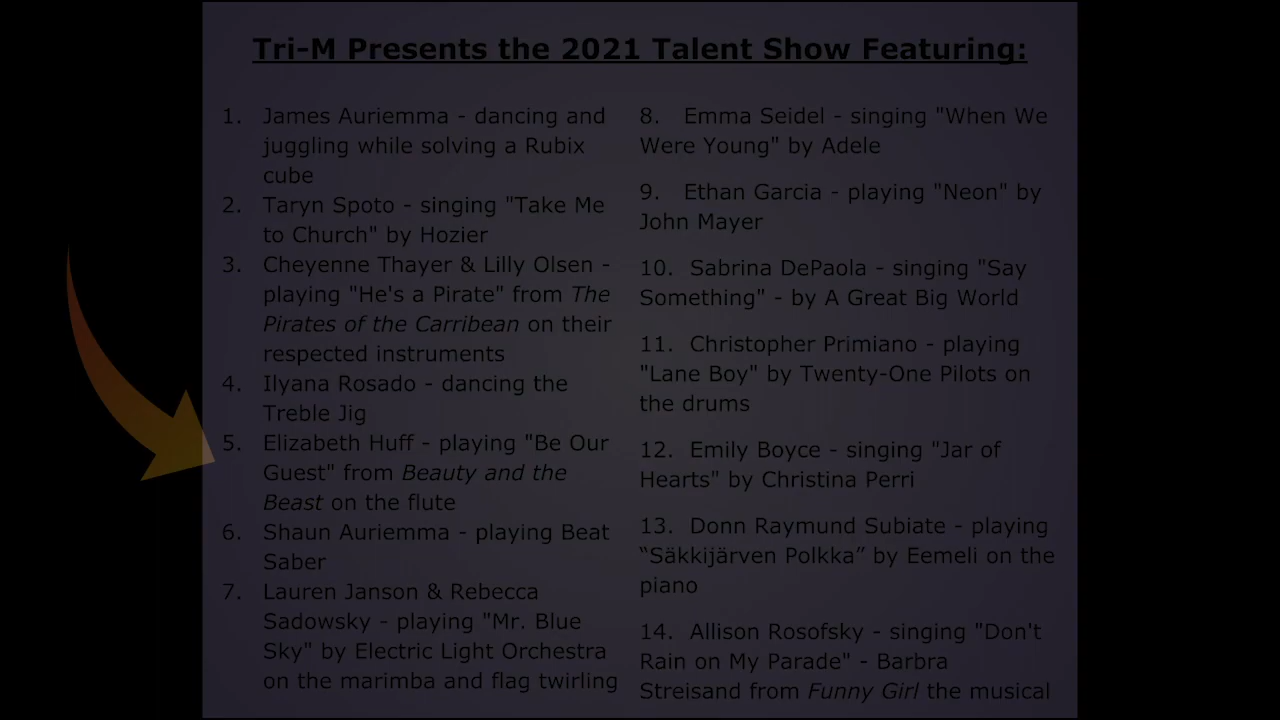 Tri-M Presents the 2021 Talent Show Featuring:
1. James Auriemma - dancing and
juggling while solving a Rubix
cube
2. Taryn Spoto - singing "Take Me
to Church" by Hozier
3. Cheyenne Thayer & Lilly Olsen -
playing "He's a Pirate" from The
Pirates of the Carribean on their
respected instruments
4. Ilyana Rosado - dancing the
Treble Jig
5. Elizabeth Huff - playing "Be Our
Guest" from Beauty and the
Beast on the flute
6. Shaun Auriemma - playing Beat
Saber
7. Lauren Janson & Rebecca
Sadowsky - playing "Mr. Blue
Sky" by Electric Light Orchestra
on the marimba and flag twirling
8. Emma Seidel - singing "When We
Were Young" by Adele
9. Ethan Garcia - playing "Neon" by
John Mayer
10. Sabrina DePaola - singing "Say
Something" - by A Great Big World
11. Christopher Primiano - playing
"Lane Boy" by Twenty-One Pilots on
the drums
12. Emily Boyce - singing "Jar of
Hearts" by Christina Perri
13. Donn Raymund Subiate - playing
“Säkkijärven Polkka” by Eemeli on the
piano
14. Allison Rosofsky - singing "Don't
Rain on My Parade" - Barbra
Streisand from Funny Girl the musical